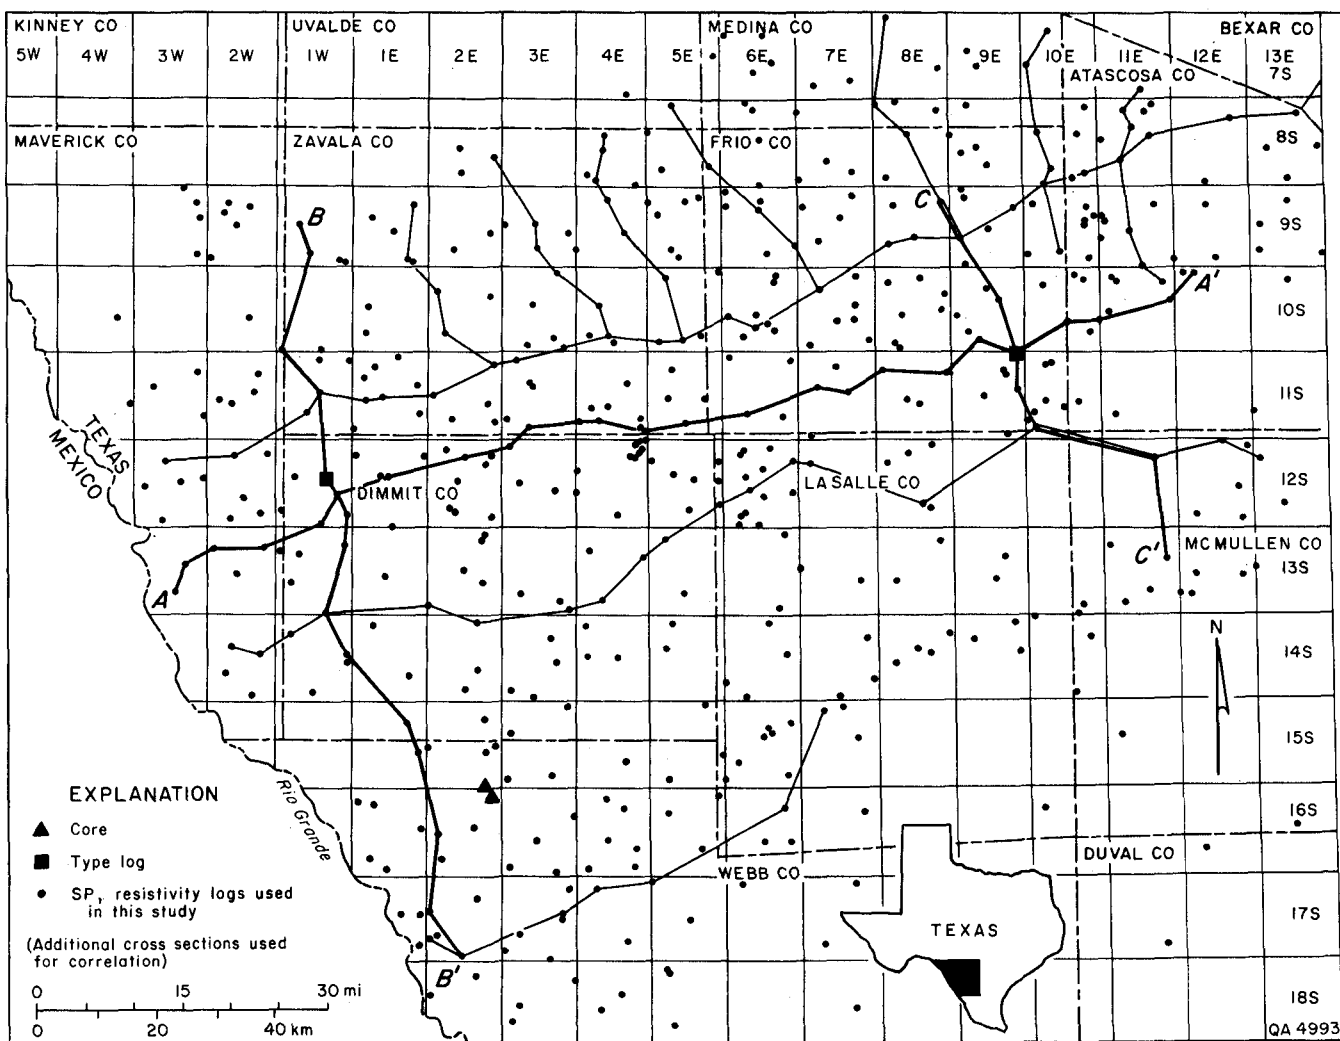 KINNEY CO
UVALDE CO
MEDINA CO
BEXAR CO
5W 4W 3W 2W 1W 1E 2E 3E 4E 5E 6E 7E 8E 9E 10E 11E 12E 13E
7S
ATASCOSA CO
MAVERICK CO
ZAVALA CO
FRIO CO
8S
B
C
9S
A'
10S
11S
TEXAS
MEXICO
DIMMIT CO
LA SALLE CO
12S
C'
MCMULLEN CO
13S
A
N
14S
15S
EXPLANATION
Core
Type log
SP, resistivity logs used
in this study
(Additional cross sections used
for correlation)
Rio Grande
16S
DUVAL CO
WEBB CO
17S
TEXAS
B'
0 15 30 mi
0 20 40 km
18S
QA 4993